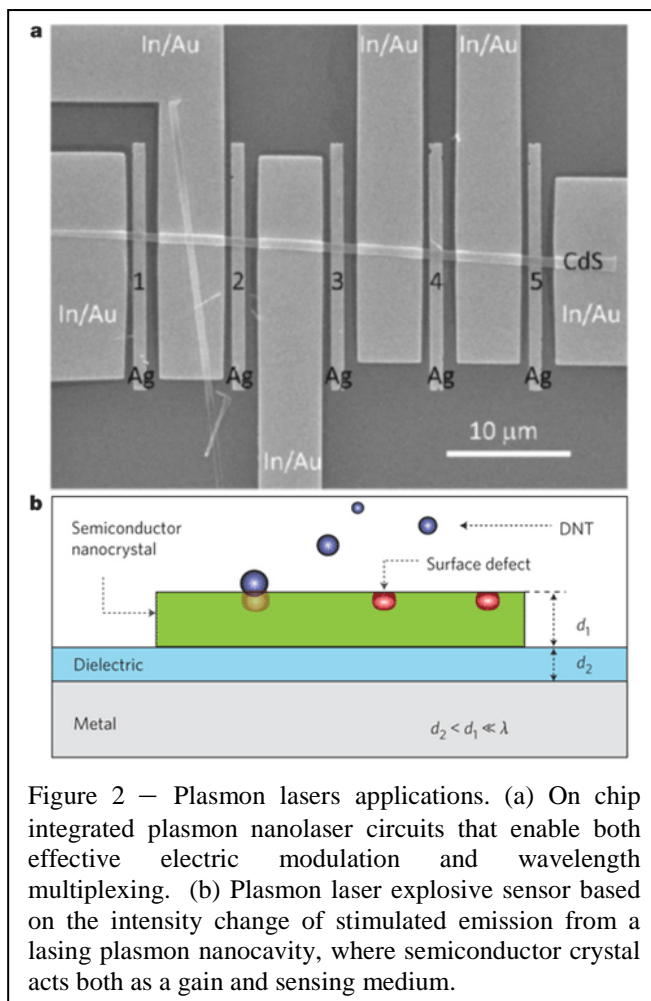 a
In/Au
In/Au
In/Au
1
2
3
4
5
CdS
In/Au
In/Au
Ag
Ag
Ag
Ag
Ag
In/Au
10 μm
b
Semiconductor
nanocrystal
DNT
Surface defect
d1
Dielectric
d2
Metal
d2 < d1 ≪ λ
Figure 2 – Plasmon lasers applications. (a) On chip
integrated plasmon nanolaser circuits that enable both
effective electric modulation and wavelength
multiplexing. (b) Plasmon laser explosive sensor based
on the intensity change of stimulated emission from a
lasing plasmon nanocavity, where semiconductor crystal
acts both as a gain and sensing medium.